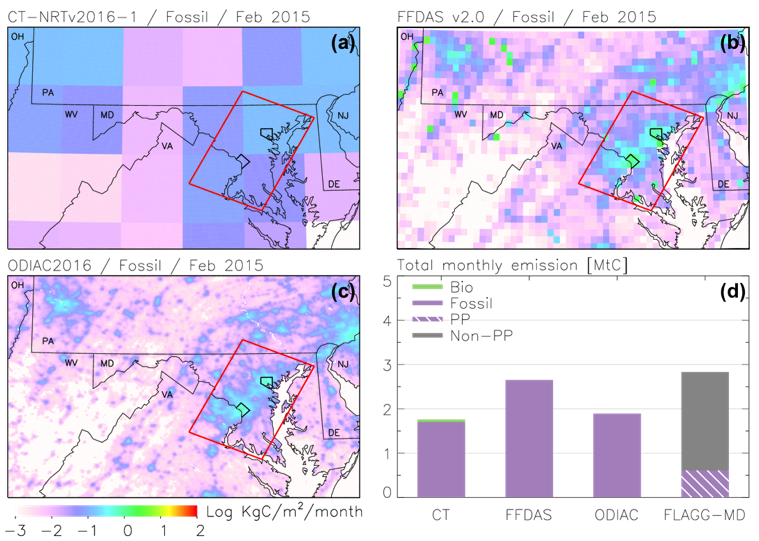 CT-NRTv2016-1 / Fossil / Feb 2015
(a)
OH
PA
WV
MD
VA
NJ
DE
FFDAS v2.0 / Fossil / Feb 2015
(b)
OH
PA
WV
MD
VA
NJ
DE
ODIAC2016 / Fossil / Feb 2015
(c)
OH
PA
WV
MD
VA
NJ
DE
Log KgC/m²/month
-3 -2 -1 0 1 2
Total monthly emission [MtC]
(d)
5
4
3
2
1
0
Bio
Fossil
PP
Non-PP
CT FFDAS ODIAC FLAGG-MD